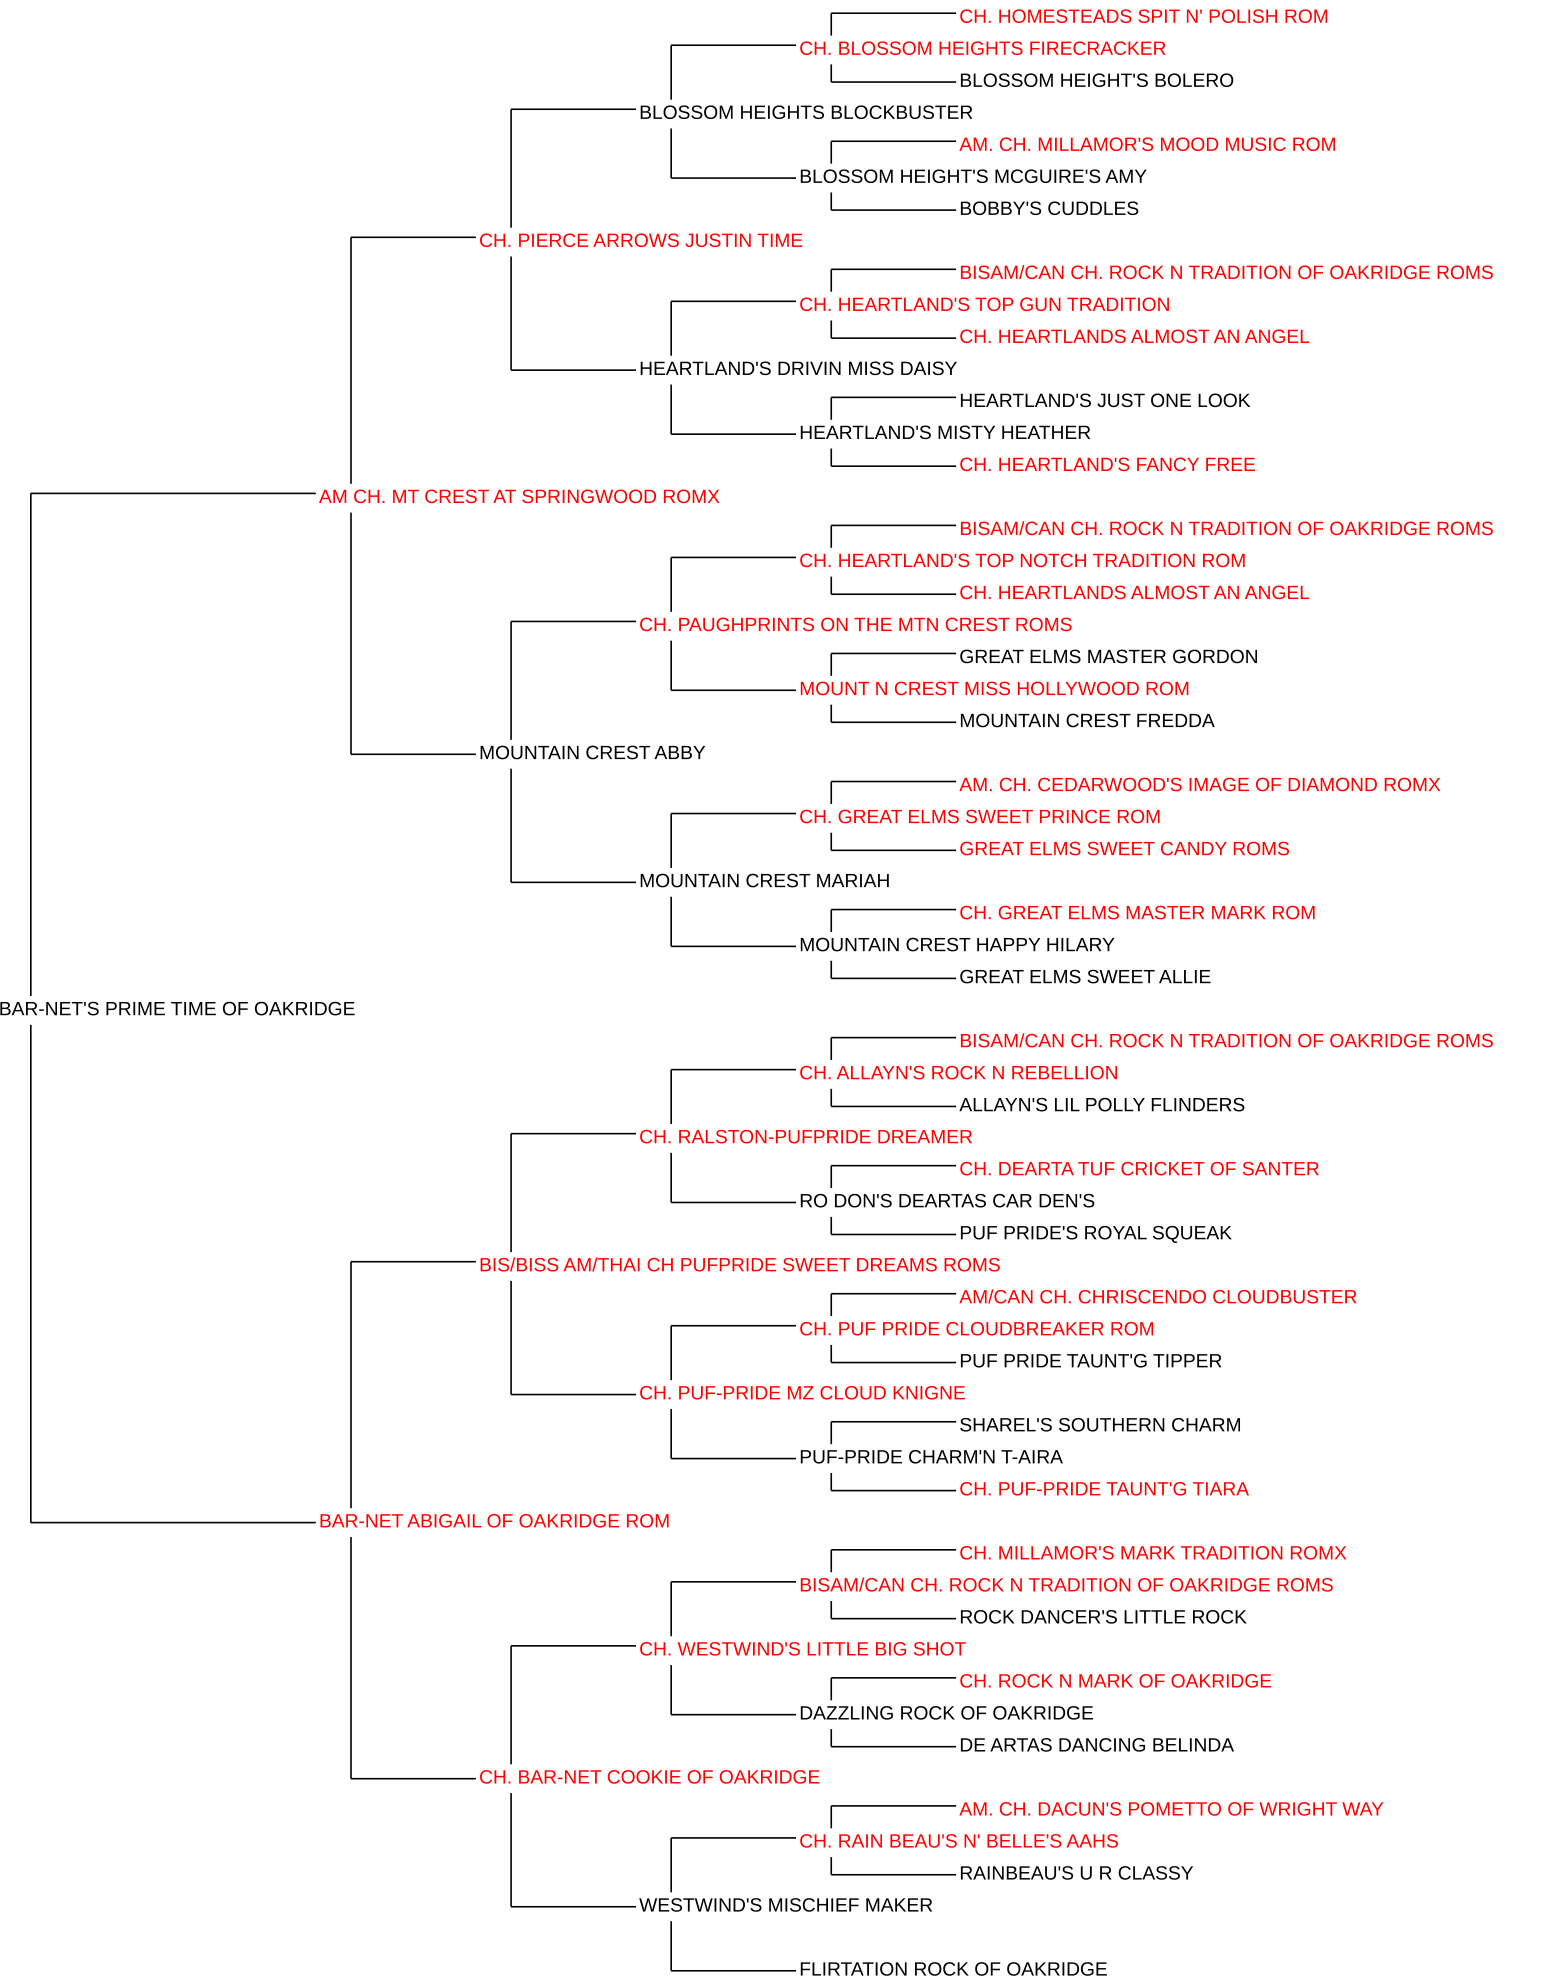 CH. HOMESTEADS SPIT N' POLISH ROM
CH. BLOSSOM HEIGHTS FIRECRACKER
BLOSSOM HEIGHT'S BOLERO
BLOSSOM HEIGHTS BLOCKBUSTER
AM. CH. MILLAMOR'S MOOD MUSIC ROM
BLOSSOM HEIGHT'S MCGUIRE'S AMY
BOBBY'S CUDDLES
CH. PIERCE ARROWS JUSTIN TIME
BISAM/CAN CH. ROCK N TRADITION OF OAKRIDGE ROMS
CH. HEARTLAND'S TOP GUN TRADITION
CH. HEARTLANDS ALMOST AN ANGEL
HEARTLAND'S DRIVIN MISS DAISY
HEARTLAND'S JUST ONE LOOK
HEARTLAND'S MISTY HEATHER
CH. HEARTLAND'S FANCY FREE
AM CH. MT CREST AT SPRINGWOOD ROMX
BISAM/CAN CH. ROCK N TRADITION OF OAKRIDGE ROMS
CH. HEARTLAND'S TOP NOTCH TRADITION ROM
CH. HEARTLANDS ALMOST AN ANGEL
CH. PAUGHPRINTS ON THE MTN CREST ROMS
GREAT ELMS MASTER GORDON
MOUNT N CREST MISS HOLLYWOOD ROM
MOUNTAIN CREST FREDDA
MOUNTAIN CREST ABBY
AM. CH. CEDARWOOD'S IMAGE OF DIAMOND ROMX
CH. GREAT ELMS SWEET PRINCE ROM
GREAT ELMS SWEET CANDY ROMS
MOUNTAIN CREST MARIAH
CH. GREAT ELMS MASTER MARK ROM
MOUNTAIN CREST HAPPY HILARY
GREAT ELMS SWEET ALLIE
BAR-NET'S PRIME TIME OF OAKRIDGE
BISAM/CAN CH. ROCK N TRADITION OF OAKRIDGE ROMS
CH. ALLAYN'S ROCK N REBELLION
ALLAYN'S LIL POLLY FLINDERS
CH. RALSTON-PUFPRIDE DREAMER
CH. DEARTA TUF CRICKET OF SANTER
RO DON'S DEARTAS CAR DEN'S
PUF PRIDE'S ROYAL SQUEAK
BIS/BISS AM/THAI CH PUFPRIDE SWEET DREAMS ROMS
AM/CAN CH. CHRISCENDO CLOUDBUSTER
CH. PUF PRIDE CLOUDBREAKER ROM
PUF PRIDE TAUNT'G TIPPER
CH. PUF-PRIDE MZ CLOUD KNIGNE
SHAREL'S SOUTHERN CHARM
PUF-PRIDE CHARM'N T-AIRA
CH. PUF-PRIDE TAUNT'G TIARA
BAR-NET ABIGAIL OF OAKRIDGE ROM
CH. MILLAMOR'S MARK TRADITION ROMX
BISAM/CAN CH. ROCK N TRADITION OF OAKRIDGE ROMS
ROCK DANCER'S LITTLE ROCK
CH. WESTWIND'S LITTLE BIG SHOT
CH. ROCK N MARK OF OAKRIDGE
DAZZLING ROCK OF OAKRIDGE
DE ARTAS DANCING BELINDA
CH. BAR-NET COOKIE OF OAKRIDGE
AM. CH. DACUN'S POMETTO OF WRIGHT WAY
CH. RAIN BEAU'S N' BELLE'S AAHS
RAINBEAU'S U R CLASSY
WESTWIND'S MISCHIEF MAKER
FLIRTATION ROCK OF OAKRIDGE